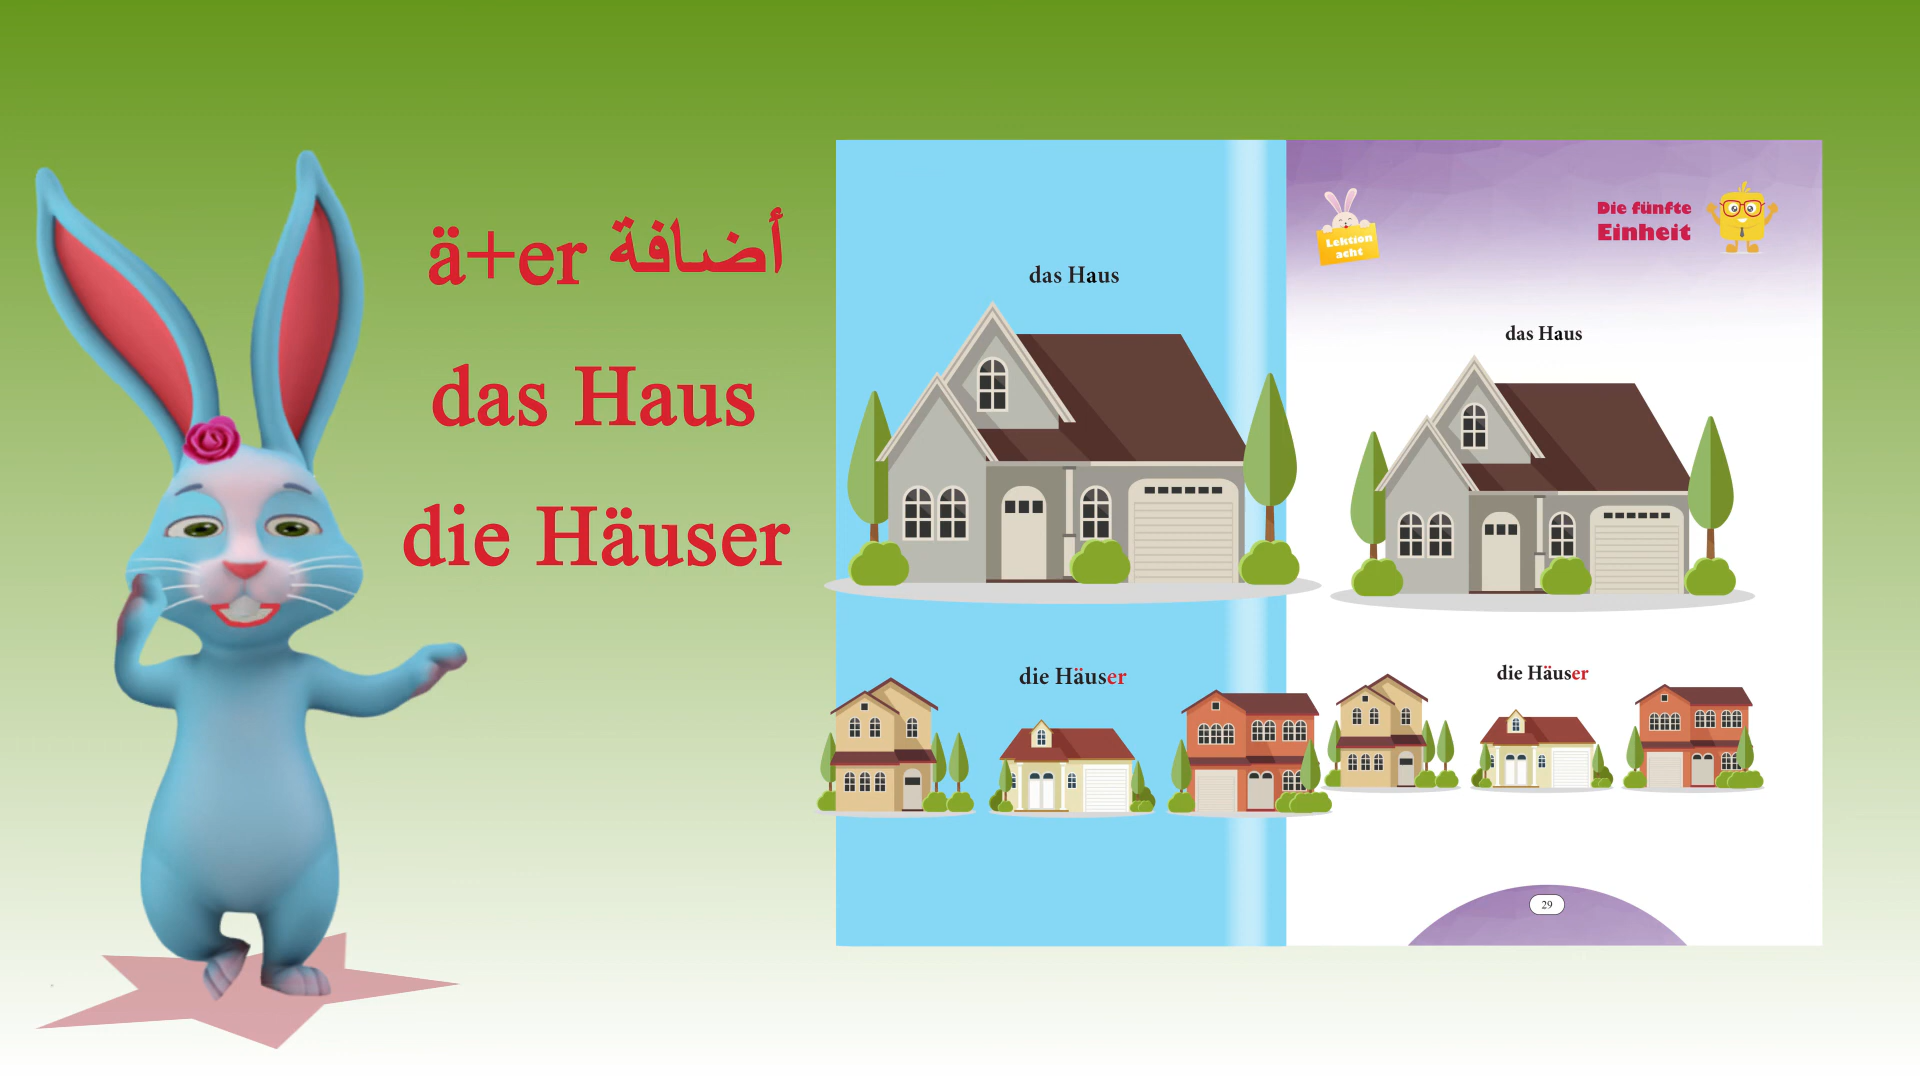 أضافة ä+er
das Haus
die Häuser
das Haus
die Häuser
Lektion
acht
Die fünfte
Einheit
das Haus
die Häuser
29